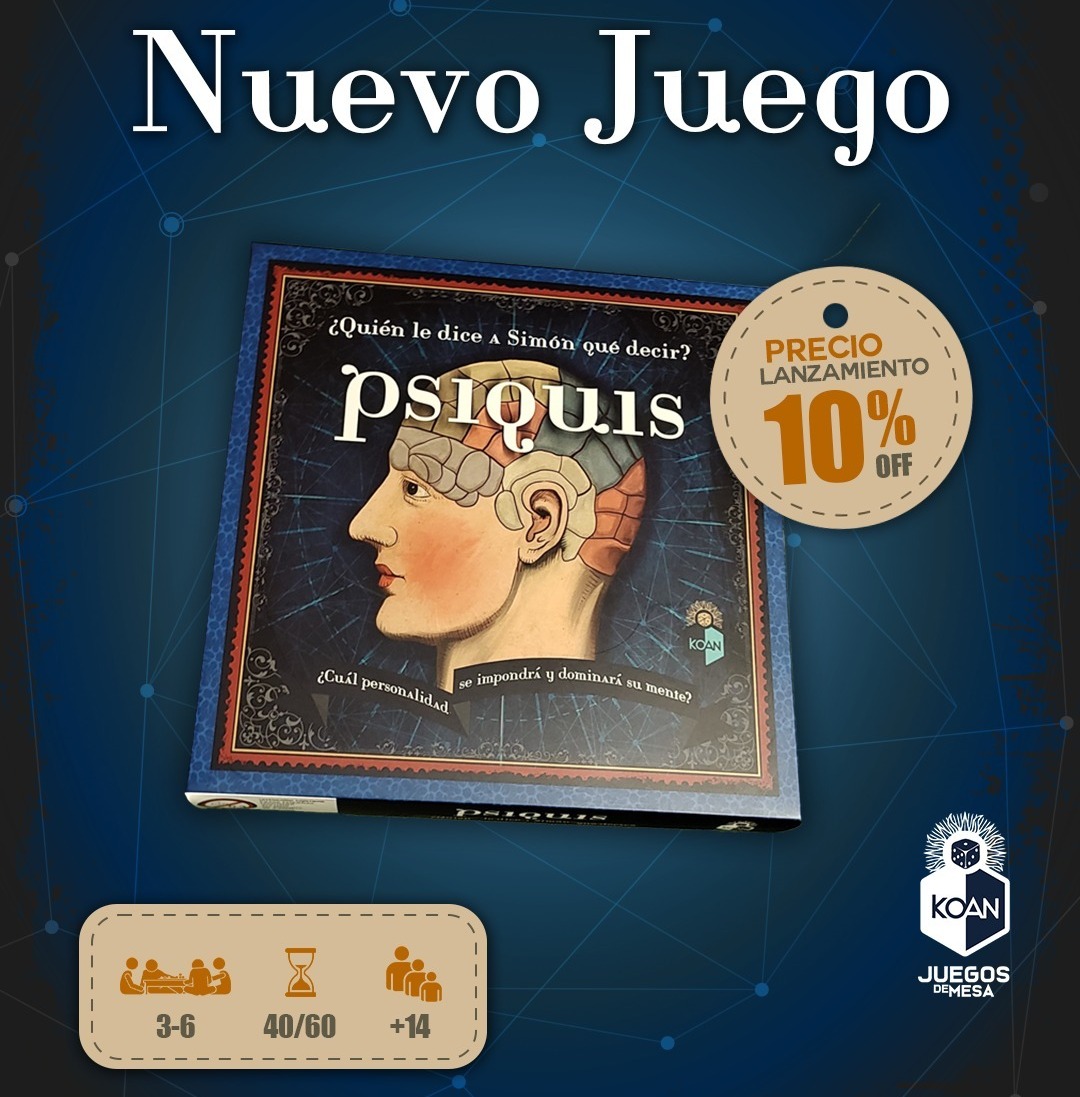 Nuevo Juego
¿Quién le dice a Simón qué decir?
psiquis
PRECIO
LANZAMIENTO
10%
OFF
KOAN
¿Cuál personalidad
se impondrá y dominará su mente?
psiquis
KOAN
JUEGOS
DE MESA
3-6
40/60
+14